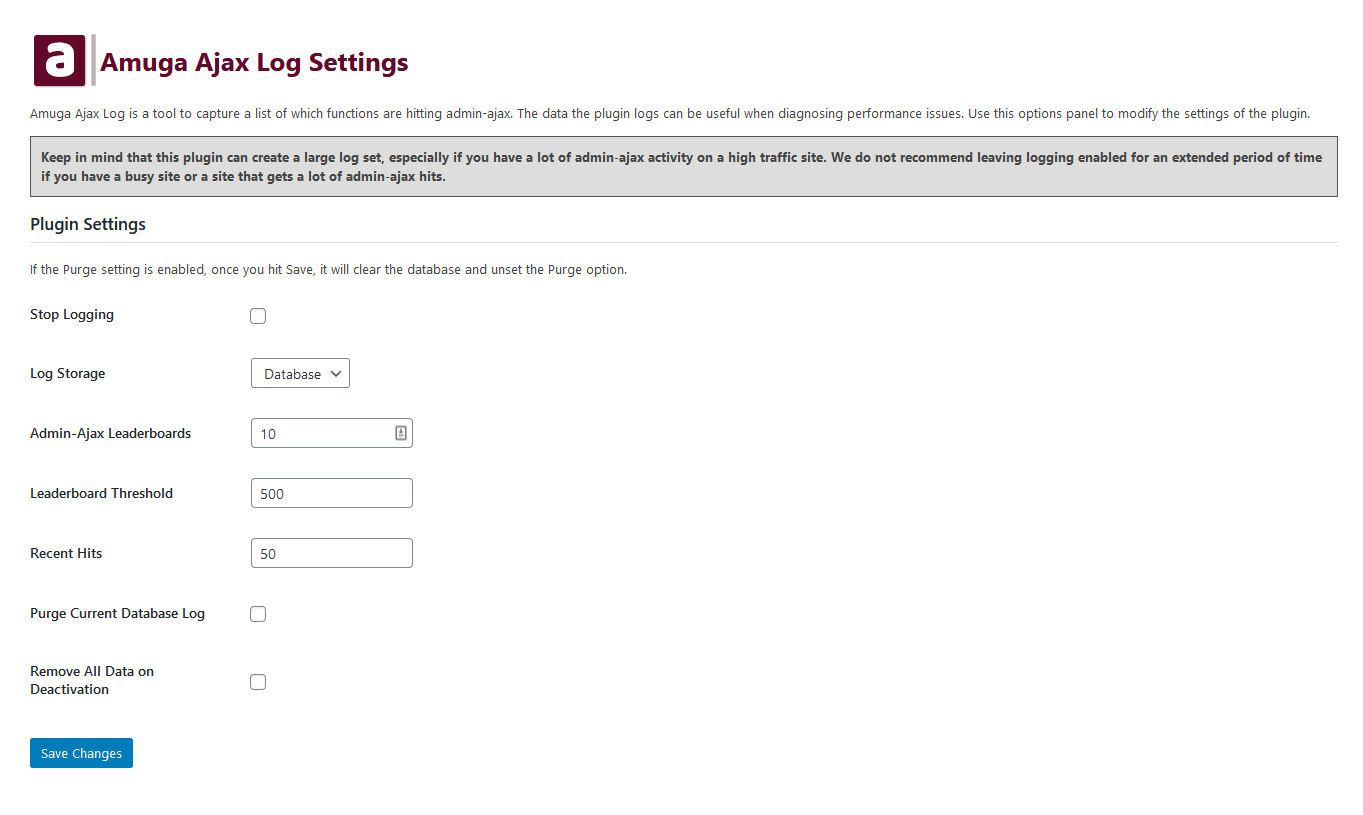 a
Amuga Ajax Log Settings
Amuga Ajax Log is a tool to capture a list of which functions are hitting admin-ajax. The data the plugin logs can be useful when diagnosing performance issues. Use this options panel to modify the settings of the plugin.
Keep in mind that this plugin can create a large log set, especially if you have a lot of admin-ajax activity on a high traffic site. We do not recommend leaving logging enabled for an extended period of time
if you have a busy site or a site that gets a lot of admin-ajax hits.
Plugin Settings
If the Purge setting is enabled, once you hit Save, it will clear the database and unset the Purge option.
Stop Logging
Log Storage
Database
Admin-Ajax Leaderboards
10
Leaderboard Threshold
500
Recent Hits
50
Purge Current Database Log
Remove All Data on
Deactivation
Save Changes